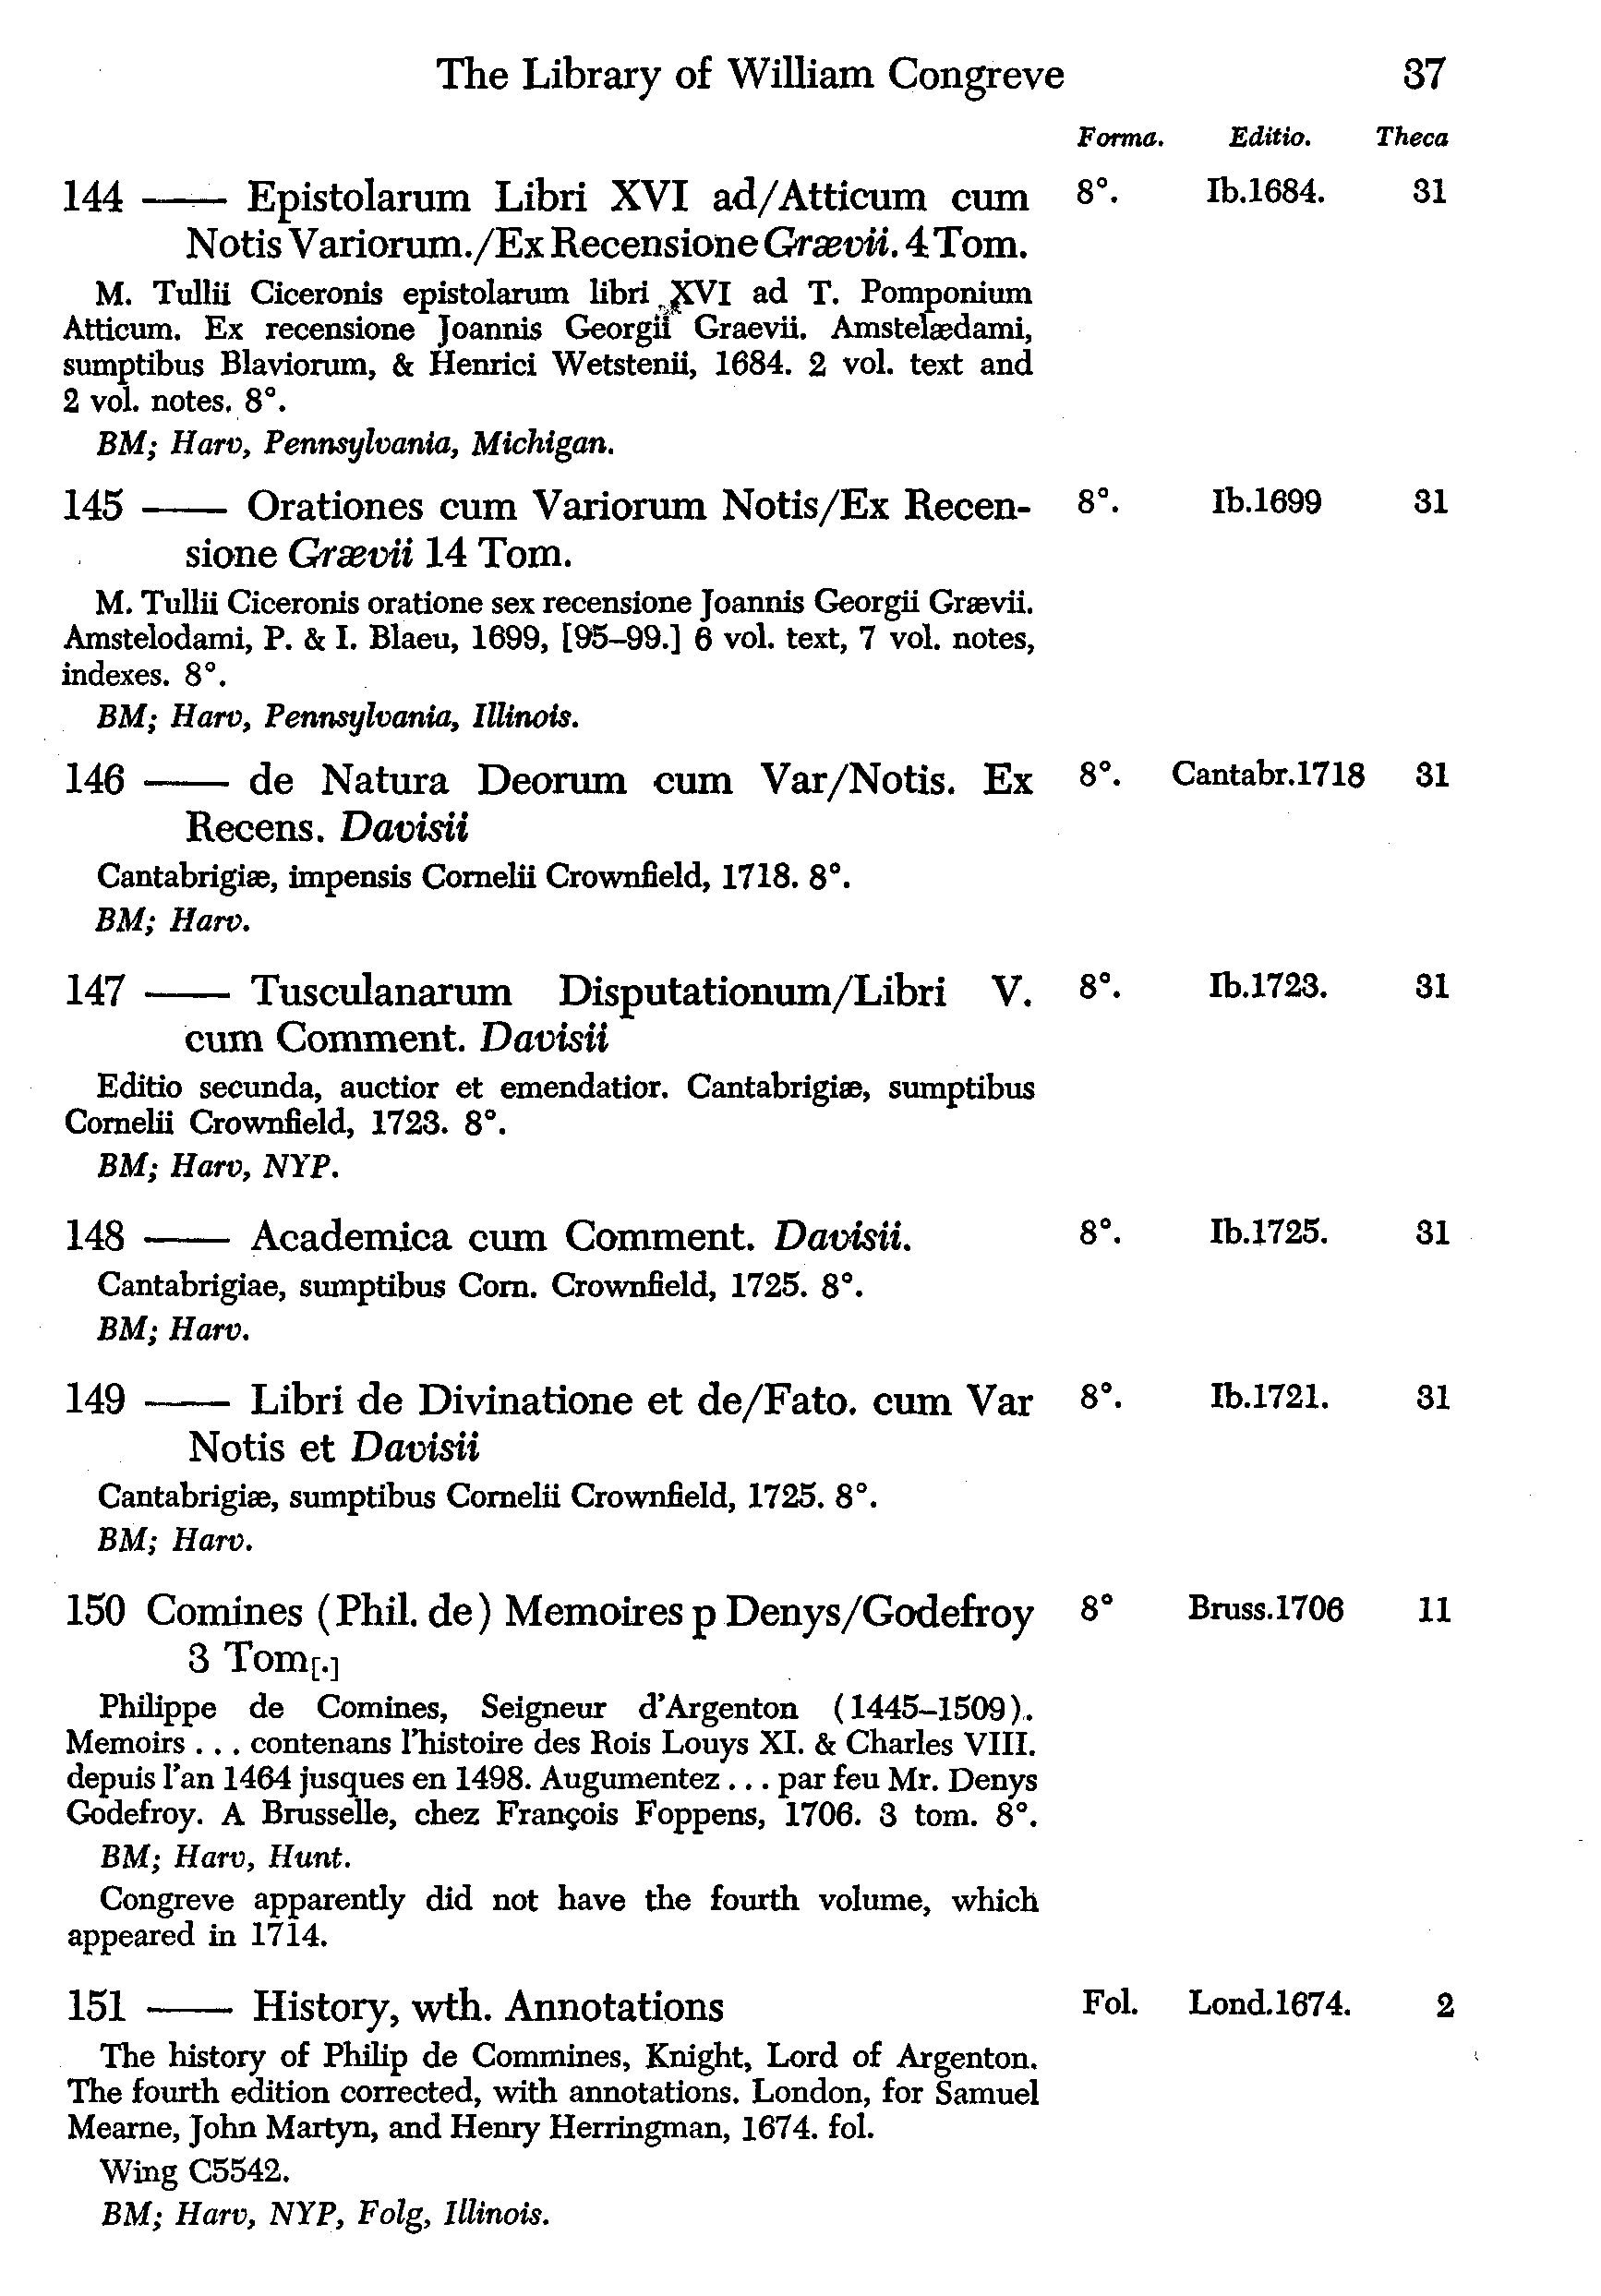 The Library of William Congreve 37
Forma. Editio. Theca
144 —— Epistolarum Libri XVI ad/Atticum cum 8°. Ib.1684. 31
Notis Variorum./Ex Recensione Grævii. 4 Tom.
M. Tullii Ciceronis epistolarum libri XVI ad T. Pomponium
Atticum. Ex recensione Joannis Georgii Graevii. Amstelædami,
sumptibus Blaviorum, & Henrici Wetstenii, 1684. 2 vol. text and
2 vol. notes. 8°.
BM; Harv, Pennsylvania, Michigan.
145 —— Orationes cum Variorum Notis/Ex Recen- 8°. Ib.1699 31
sione Grævii 14 Tom.
M. Tullii Ciceronis oratione sex recensione Joannis Georgii Grævii.
Amstelodami, P. & I. Blaeu, 1699, [95–99.] 6 vol. text, 7 vol. notes,
indexes. 8°.
BM; Harv, Pennsylvania, Illinois.
146 —— de Natura Deorum cum Var/Notis. Ex 8°. Cantabr.1718 31
Recens. Davisii
Cantabrigiæ, impensis Cornelii Crownfield, 1718. 8°.
BM; Harv.
147 —— Tusculanarum Disputationum/Libri V. 8°. Ib.1723. 31
cum Comment. Davisii
Editio secunda, auctior et emendatior. Cantabrigiæ, sumptibus
Cornelii Crownfield, 1723. 8°.
BM; Harv, NYP.
148 —— Academica cum Comment. Davisii. 8°. Ib.1725. 31
Cantabrigiae, sumptibus Corn. Crownfield, 1725. 8°.
BM; Harv.
149 —— Libri de Divinatione et de/Fato. cum Var 8°. Ib.1721. 31
Notis et Davisii
Cantabrigiæ, sumptibus Cornelii Crownfield, 1725. 8°.
BM; Harv.
150 Comines (Phil. de) Memoires p Denys/Godefroy 8° Bruss.1706 11
3 Tom[.]
Philippe de Comines, Seigneur d'Argenton (1445–1509).
Memoirs . . . contenans l'histoire des Rois Louys XI. & Charles VIII.
depuis l'an 1464 jusques en 1498. Augumentez . . . par feu Mr. Denys
Godefroy. A Brusselle, chez François Foppens, 1706. 3 tom. 8°.
BM; Harv, Hunt.
Congreve apparently did not have the fourth volume, which
appeared in 1714.
151 —— History, wth. Annotations Fol. Lond.1674. 2
The history of Philip de Commines, Knight, Lord of Argenton.
The fourth edition corrected, with annotations. London, for Samuel
Mearne, John Martyn, and Henry Herringman, 1674. fol.
Wing C5542.
BM; Harv, NYP, Folg, Illinois.